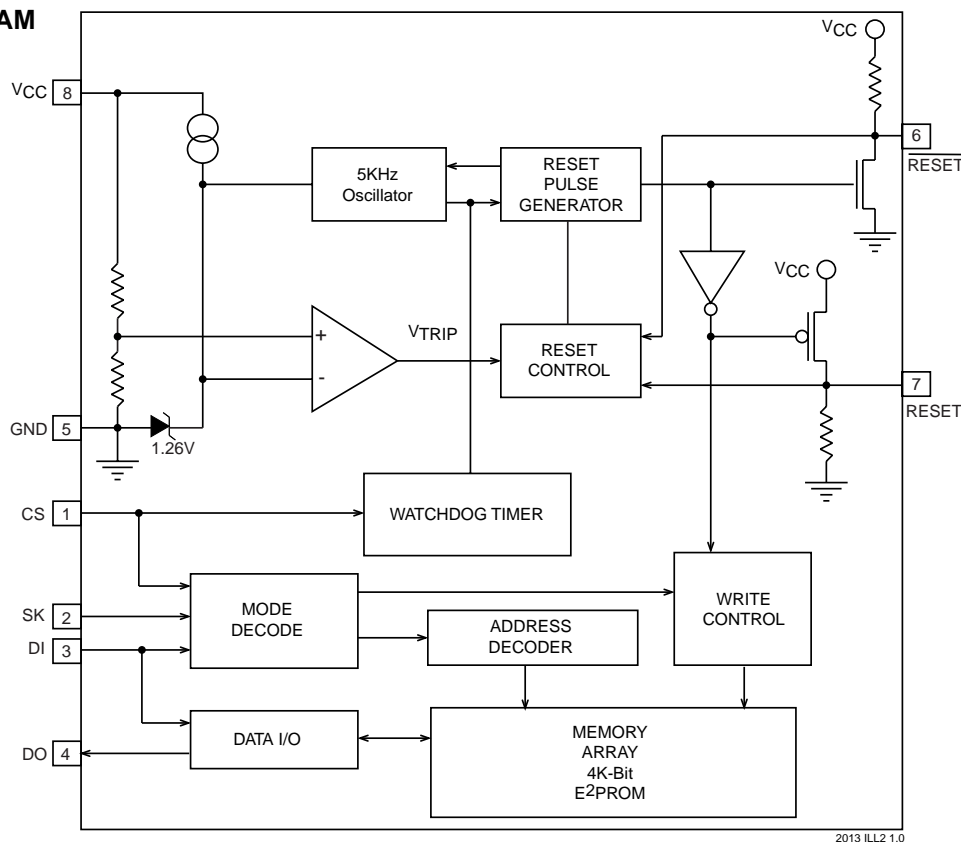 AM
VCC
VCC 8
6
RESET
5KHz
Oscillator
RESET
PULSE
GENERATOR
VCC
+
-
VTRIP
RESET
CONTROL
7
RESET
GND 5
1.26V
CS 1
WATCHDOG TIMER
SK 2
DI 3
MODE
DECODE
ADDRESS
DECODER
WRITE
CONTROL
DO 4
DATA I/O
MEMORY
ARRAY
4K-Bit
E2PROM
2013 ILL2 1.0